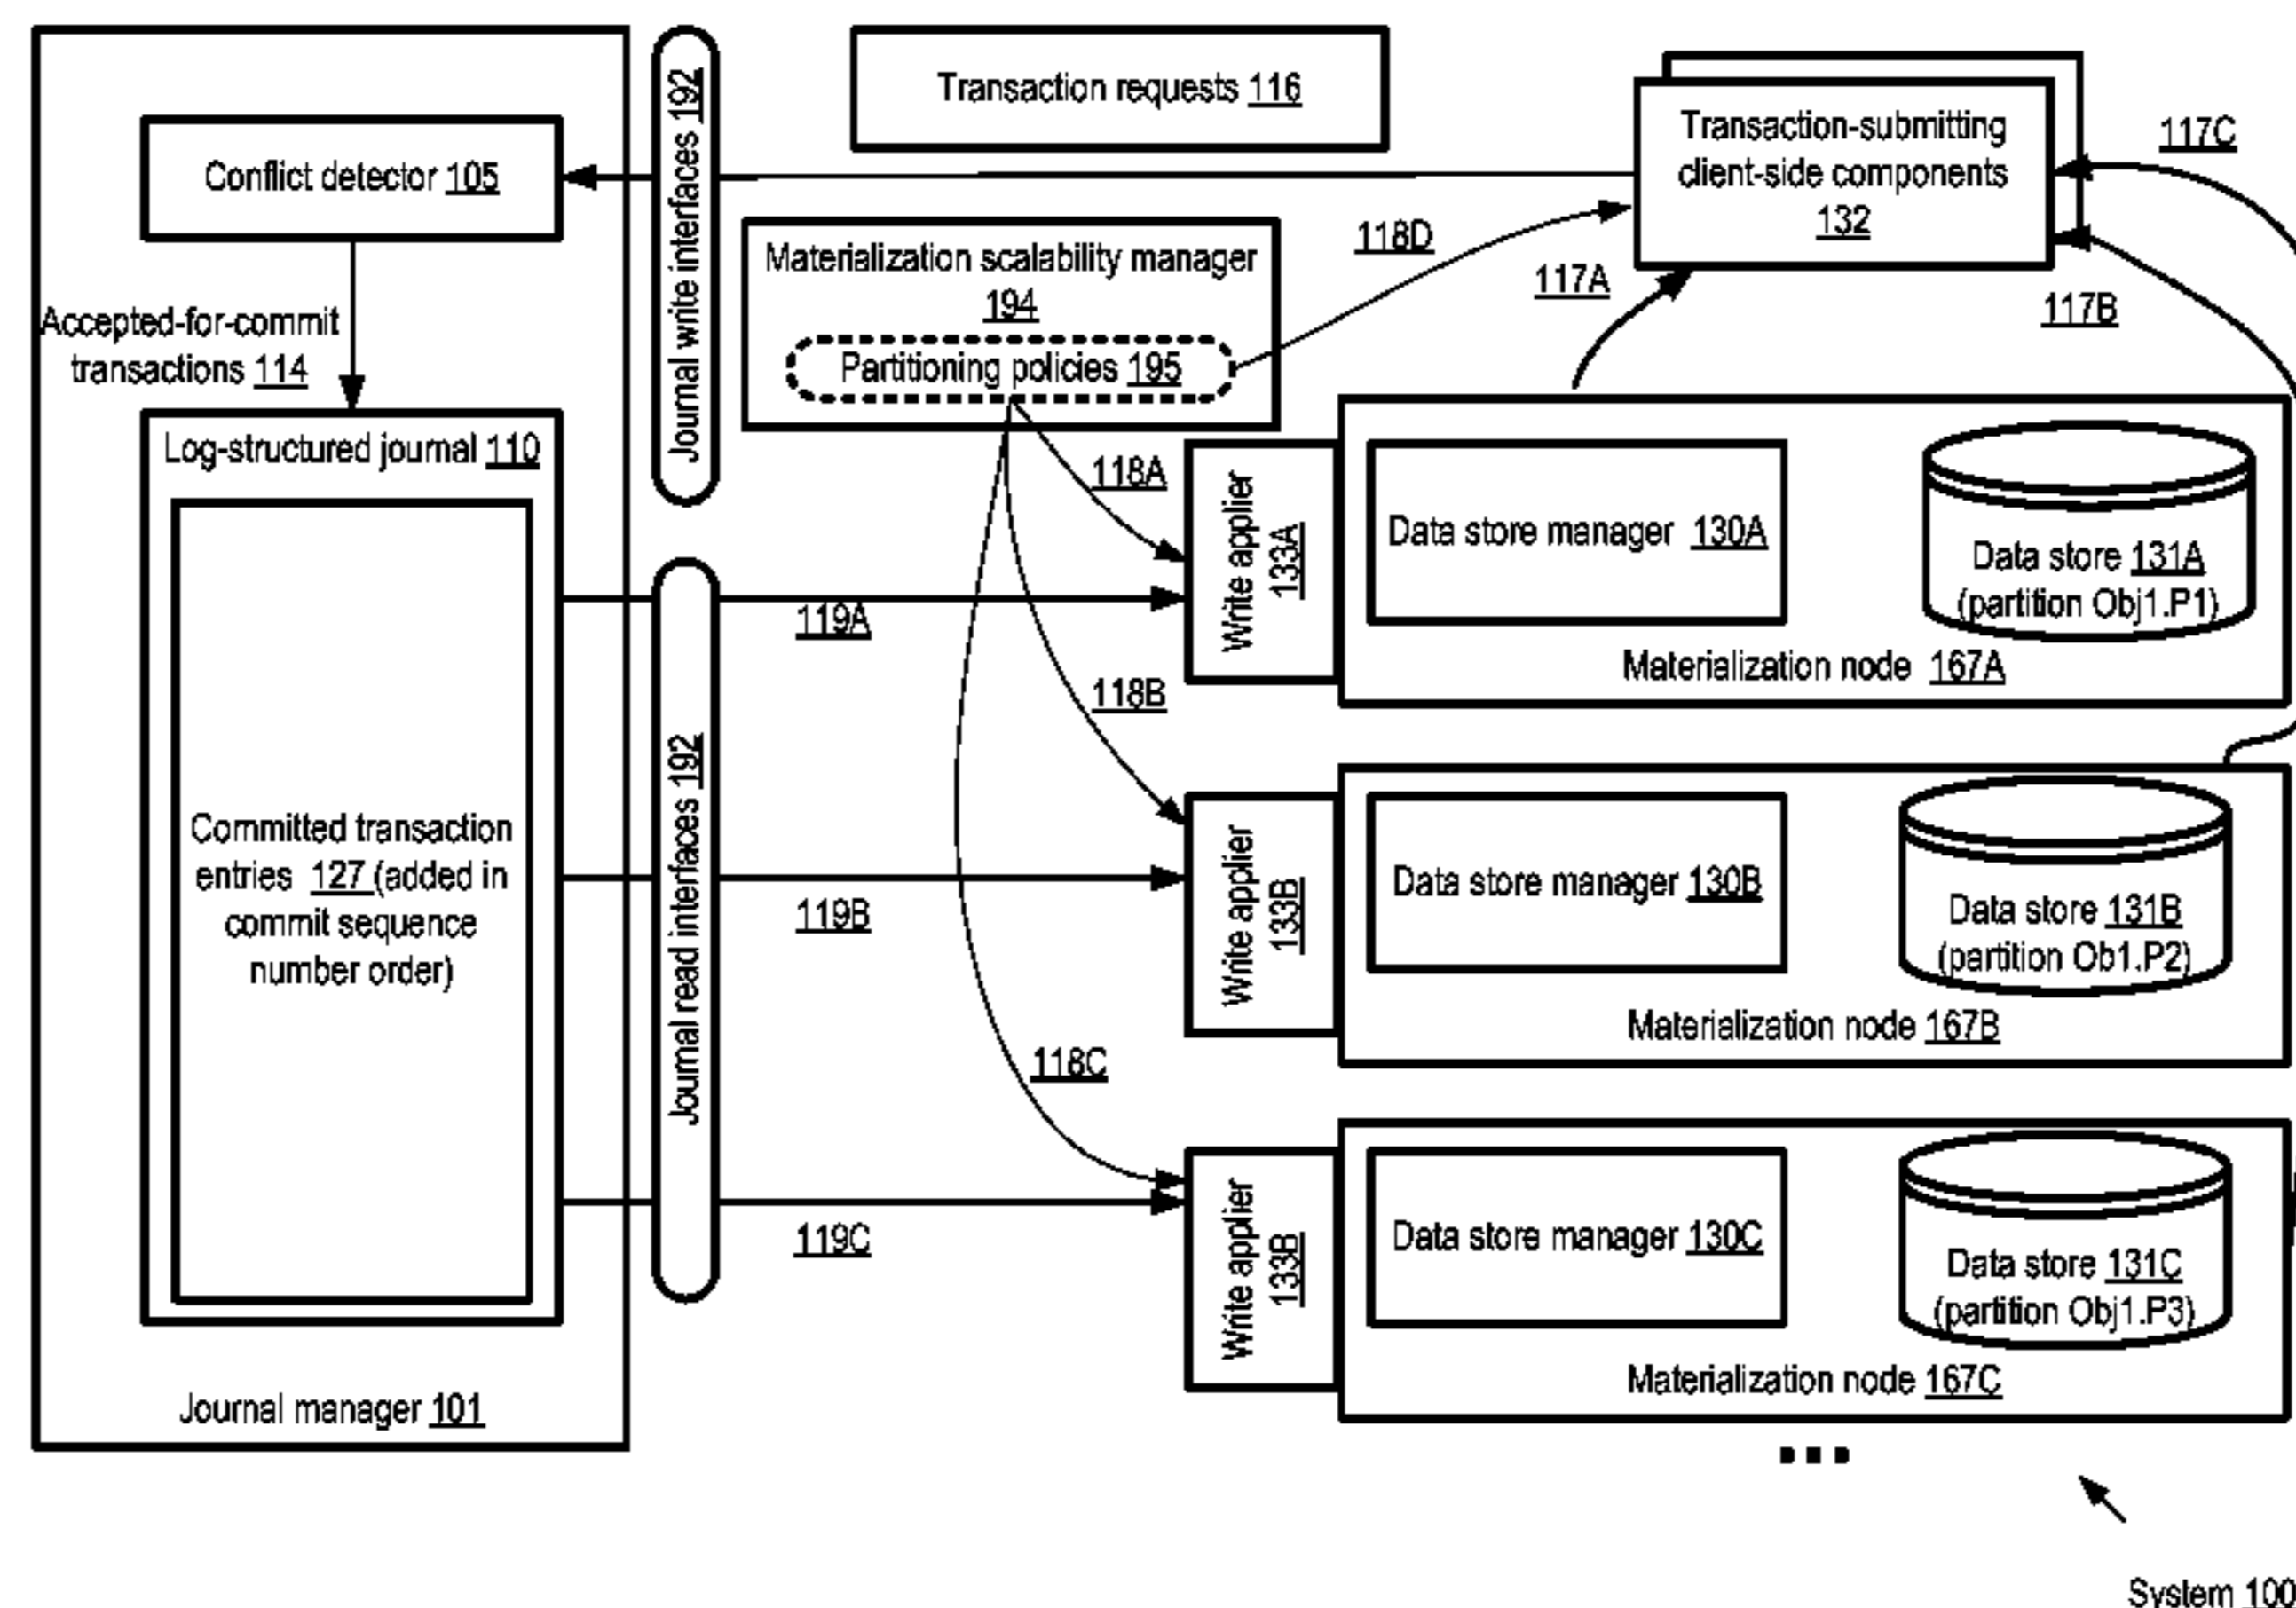 Transaction requests 116
Transaction-submitting
client-side components
132
117C
Conflict detector 105
Journal write interfaces 192
Materialization scalability manager
194
Partitioning policies 195
118D
117A
117B
Accepted-for-commit
transactions 114
Log-structured journal 110
Committed transaction
entries 127 (added in
commit sequence
number order)
Journal manager 101
Journal read interfaces 192
118A
118B
118C
119A
119B
119C
Write applier
133A
Data store manager 130A
Data store 131A
(partition Obj1.P1)
Materialization node 167A
Write applier
133B
Data store manager 130B
Data store 131B
(partition Ob1.P2)
Materialization node 167B
Write applier
133B
Data store manager 130C
Data store 131C
(partition Obj1.P3)
Materialization node 167C
...
System 100